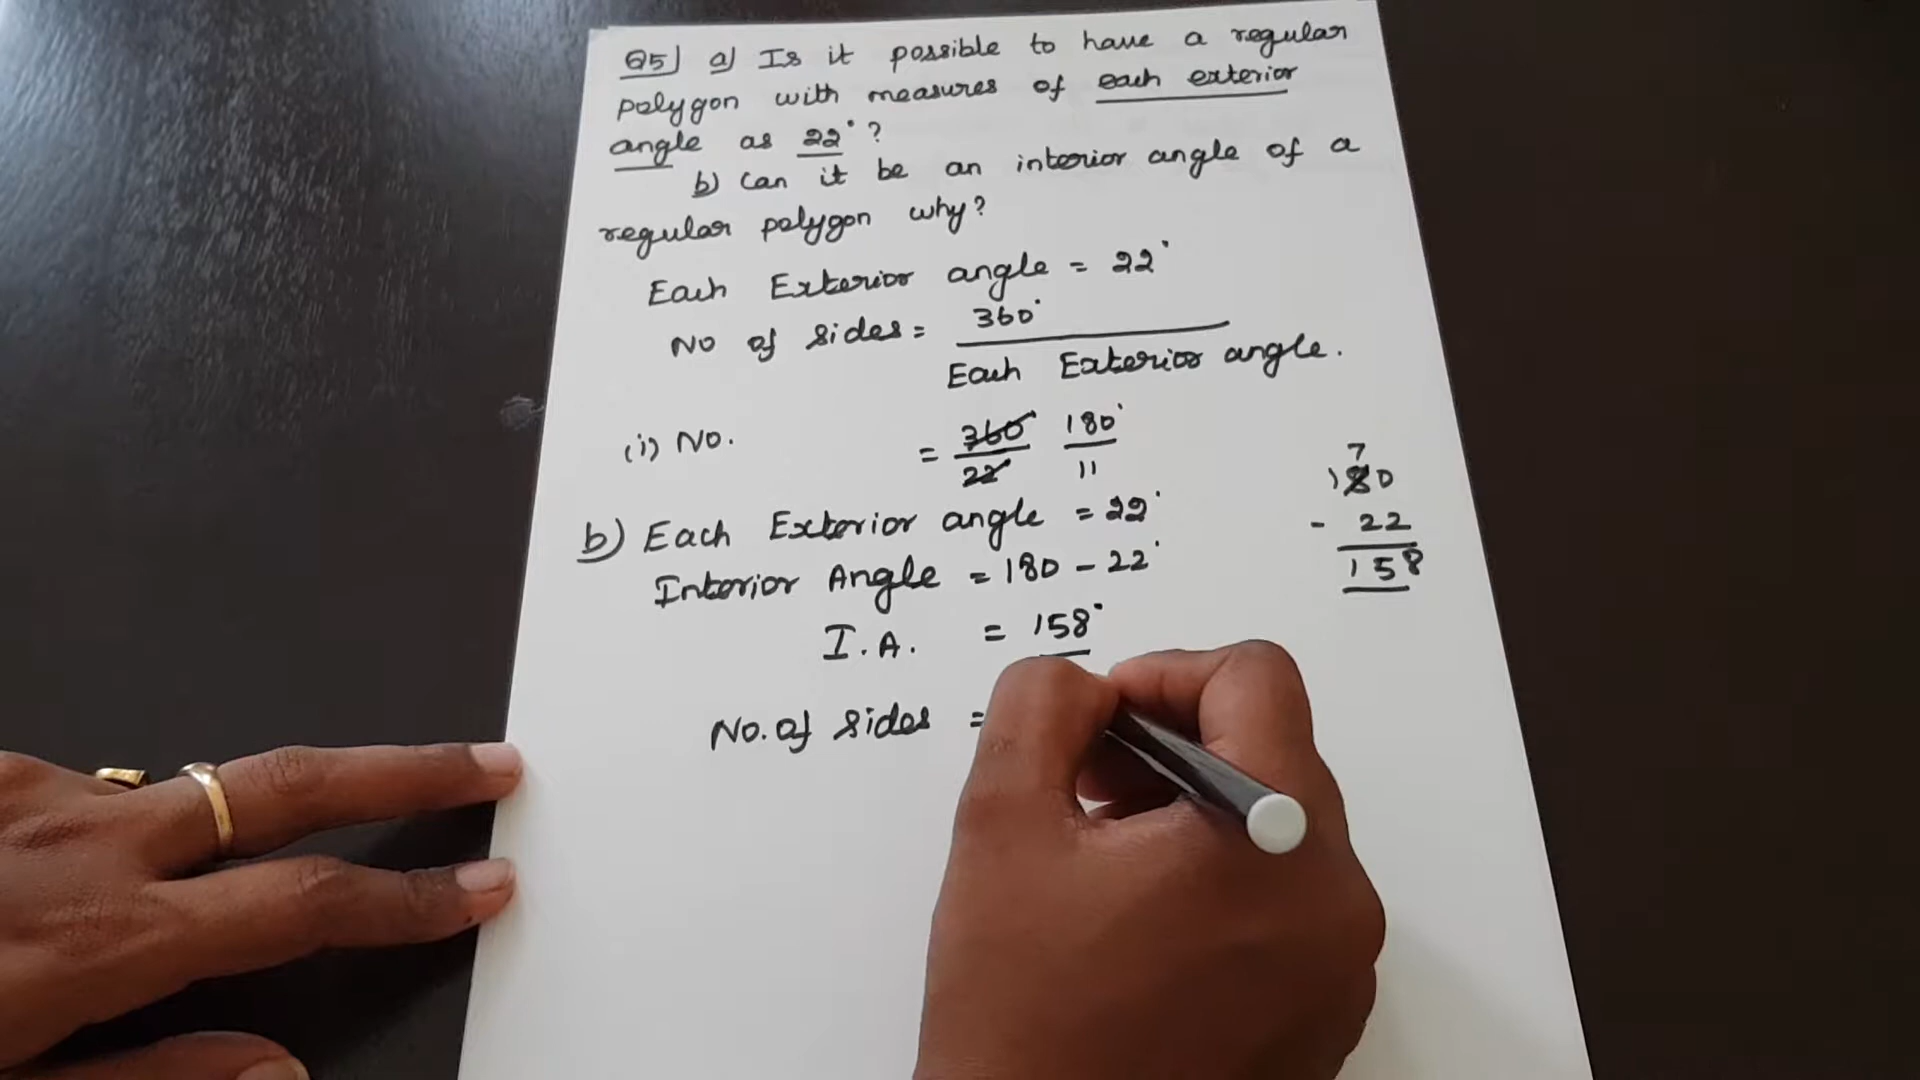 Q5) a) Is it possible to have a regular
polygon with measures of each exterior
angle as 22°?
b) Can it be an interior angle of a
regular polygon why?
Each Exterior angle = 22°
No of sides = 360° / Each Exterior angle.
(i) No. = 360/22 180°/11
b) Each Exterior angle = 22°
Interior Angle = 180 - 22°
I.A. = 158°
No. of sides =
7
180
- 22
158